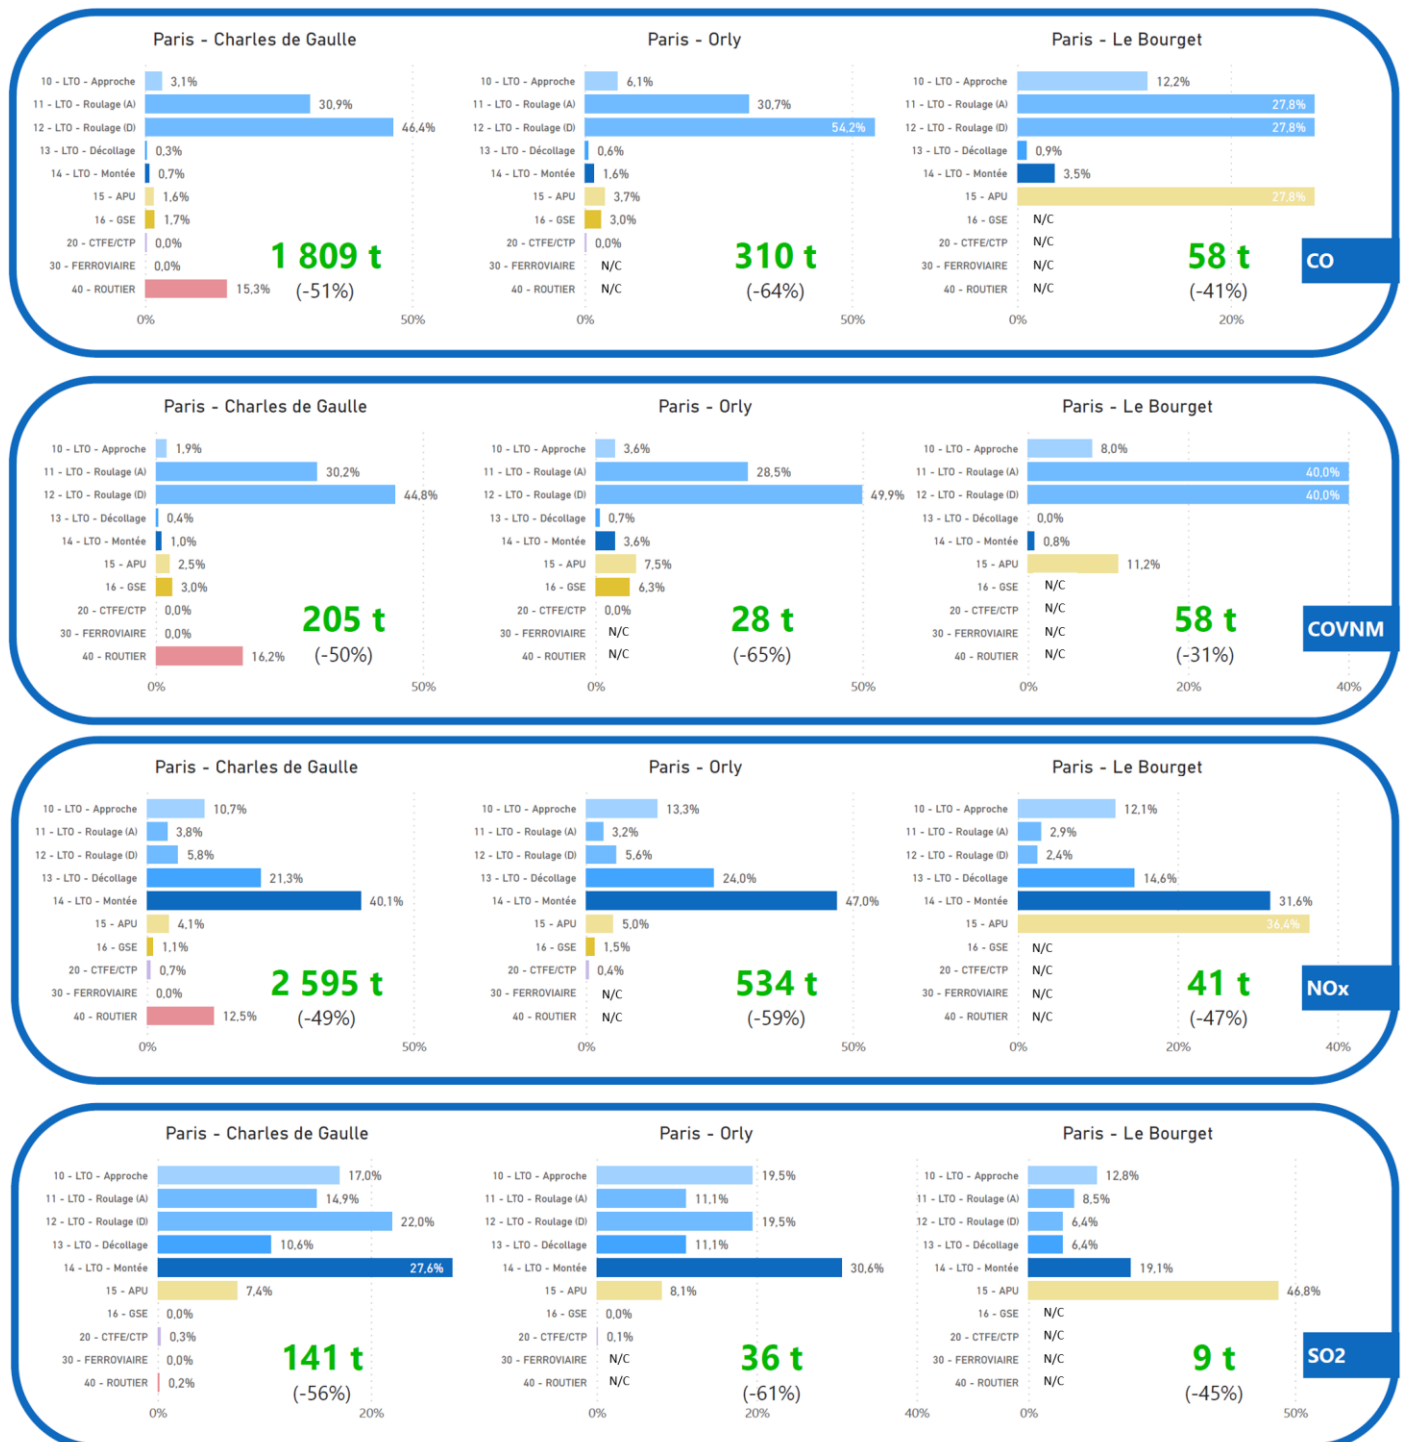 Paris - Charles de Gaulle
10 - LTO - Approche 3,1%
11 - LTO - Roulage (A) 30,9%
12 - LTO - Roulage (D) 46,4%
13 - LTO - Décollage 0,3%
14 - LTO - Montée 0,7%
15 - APU 1,6%
16 - GSE 1,7%
20 - CTFE/CTP 0,0%
30 - FERROVIAIRE 0,0%
40 - ROUTIER 15,3%
1 809 t
(-51%)
0% 50%
Paris - Orly
10 - LTO - Approche 6,1%
11 - LTO - Roulage (A) 30,7%
12 - LTO - Roulage (D) 54,2%
13 - LTO - Décollage 0,6%
14 - LTO - Montée 1,6%
15 - APU 3,7%
16 - GSE 3,0%
20 - CTFE/CTP 0,0%
30 - FERROVIAIRE N/C
40 - ROUTIER N/C
310 t
(-64%)
0% 50%
Paris - Le Bourget
10 - LTO - Approche 12,2%
11 - LTO - Roulage (A) 27,8%
12 - LTO - Roulage (D) 27,8%
13 - LTO - Décollage 0,9%
14 - LTO - Montée 3,5%
15 - APU 27,8%
16 - GSE N/C
20 - CTFE/CTP N/C
30 - FERROVIAIRE N/C
40 - ROUTIER N/C
58 t
(-41%)
0% 20%
CO
Paris - Charles de Gaulle
10 - LTO - Approche 1,9%
11 - LTO - Roulage (A) 30,2%
12 - LTO - Roulage (D) 44,8%
13 - LTO - Décollage 0,4%
14 - LTO - Montée 1,0%
15 - APU 2,5%
16 - GSE 3,0%
20 - CTFE/CTP 0,0%
30 - FERROVIAIRE 0,0%
40 - ROUTIER 16,2%
205 t
(-50%)
0% 50%
Paris - Orly
10 - LTO - Approche 3,6%
11 - LTO - Roulage (A) 28,5%
12 - LTO - Roulage (D) 49,9%
13 - LTO - Décollage 0,7%
14 - LTO - Montée 3,6%
15 - APU 7,5%
16 - GSE 6,3%
20 - CTFE/CTP 0,0%
30 - FERROVIAIRE N/C
40 - ROUTIER N/C
28 t
(-65%)
0% 50%
Paris - Le Bourget
10 - LTO - Approche 8,0%
11 - LTO - Roulage (A) 40,0%
12 - LTO - Roulage (D) 40,0%
13 - LTO - Décollage 0,0%
14 - LTO - Montée 0,8%
15 - APU 11,2%
16 - GSE N/C
20 - CTFE/CTP N/C
30 - FERROVIAIRE N/C
40 - ROUTIER N/C
58 t
(-31%)
0% 20% 40%
COVNM
Paris - Charles de Gaulle
10 - LTO - Approche 10,7%
11 - LTO - Roulage (A) 3,8%
12 - LTO - Roulage (D) 5,8%
13 - LTO - Décollage 21,3%
14 - LTO - Montée 40,1%
15 - APU 4,1%
16 - GSE 1,1%
20 - CTFE/CTP 0,7%
30 - FERROVIAIRE 0,0%
40 - ROUTIER 12,5%
2 595 t
(-49%)
0% 50%
Paris - Orly
10 - LTO - Approche 13,3%
11 - LTO - Roulage (A) 3,2%
12 - LTO - Roulage (D) 5,6%
13 - LTO - Décollage 24,0%
14 - LTO - Montée 47,0%
15 - APU 5,0%
16 - GSE 1,5%
20 - CTFE/CTP 0,4%
30 - FERROVIAIRE N/C
40 - ROUTIER N/C
534 t
(-59%)
0% 50%
Paris - Le Bourget
10 - LTO - Approche 12,1%
11 - LTO - Roulage (A) 2,9%
12 - LTO - Roulage (D) 2,4%
13 - LTO - Décollage 14,6%
14 - LTO - Montée 31,6%
15 - APU 36,4%
16 - GSE N/C
20 - CTFE/CTP N/C
30 - FERROVIAIRE N/C
40 - ROUTIER N/C
41 t
(-47%)
0% 20% 40%
NOx
Paris - Charles de Gaulle
10 - LTO - Approche 17,0%
11 - LTO - Roulage (A) 14,9%
12 - LTO - Roulage (D) 22,0%
13 - LTO - Décollage 10,6%
14 - LTO - Montée 27,6%
15 - APU 7,4%
16 - GSE 0,0%
20 - CTFE/CTP 0,3%
30 - FERROVIAIRE 0,0%
40 - ROUTIER 0,2%
141 t
(-56%)
0% 20%
Paris - Orly
10 - LTO - Approche 19,5%
11 - LTO - Roulage (A) 11,1%
12 - LTO - Roulage (D) 19,5%
13 - LTO - Décollage 11,1%
14 - LTO - Montée 30,6%
15 - APU 8,1%
16 - GSE 0,0%
20 - CTFE/CTP 0,1%
30 - FERROVIAIRE N/C
40 - ROUTIER N/C
36 t
(-61%)
0% 20% 40%
Paris - Le Bourget
10 - LTO - Approche 12,8%
11 - LTO - Roulage (A) 8,5%
12 - LTO - Roulage (D) 6,4%
13 - LTO - Décollage 6,4%
14 - LTO - Montée 19,1%
15 - APU 46,8%
16 - GSE N/C
20 - CTFE/CTP N/C
30 - FERROVIAIRE N/C
40 - ROUTIER N/C
9 t
(-45%)
0% 50%
SO2